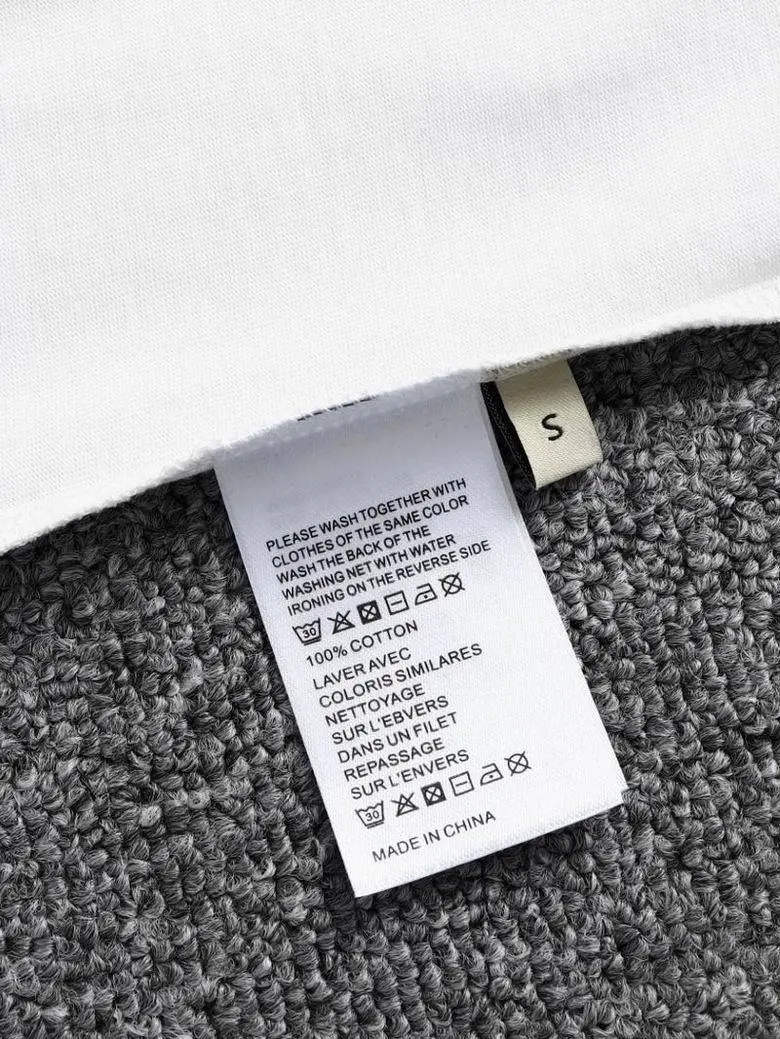 S
PLEASE WASH TOGETHER WITH
CLOTHES OF THE SAME COLOR
WASH THE BACK OF THE
WASHING NET WITH WATER
IRONING ON THE REVERSE SIDE
30
100% COTTON
LAVER AVEC
COLORIS SIMILARES
NETTOYAGE
SUR L'EBVERS
DANS UN FILET
REPASSAGE
SUR L'ENVERS
30
MADE IN CHINA